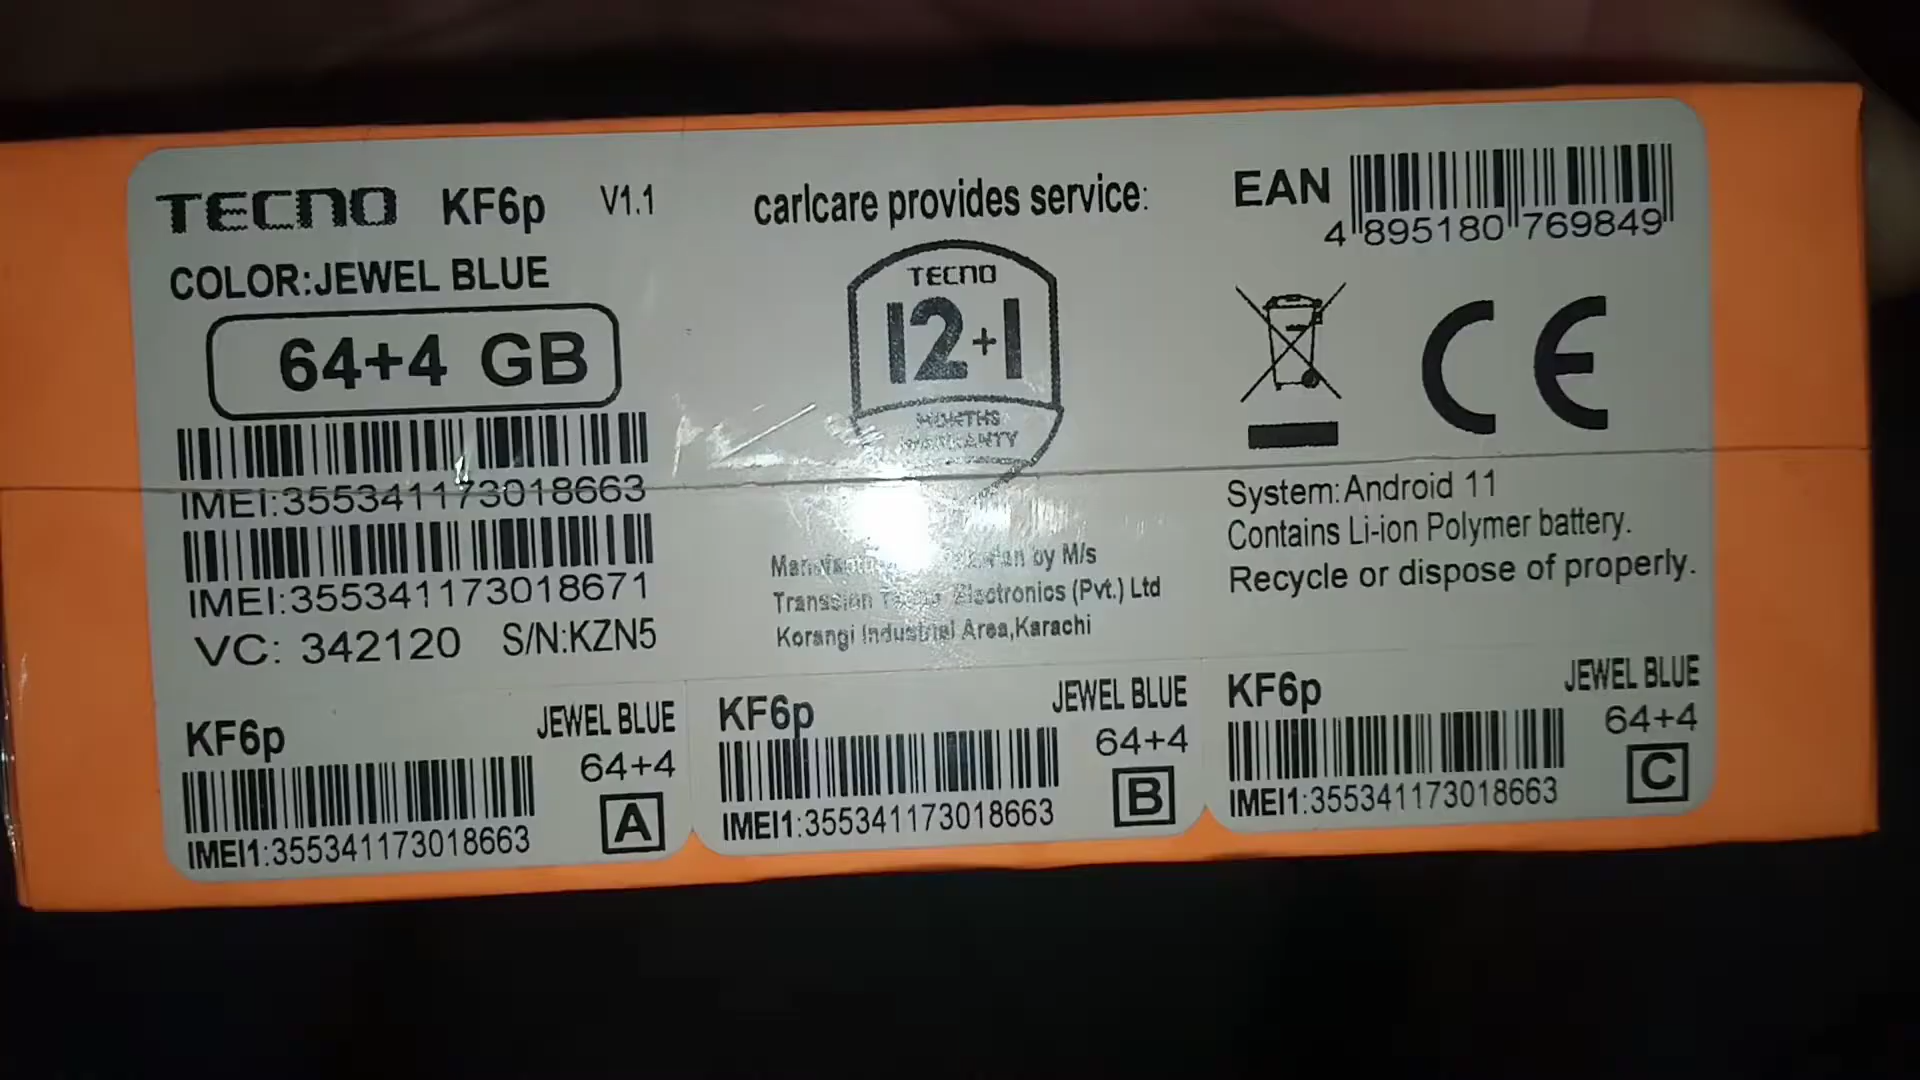 TECNO KF6p V1.1
COLOR:JEWEL BLUE
64+4 GB
IMEI:355341173018663
IMEI:355341173018671
VC: 342120 S/N:KZN5
carlcare provides service:
TECNO
12+1
MONTHS
WARRANTY
by M/s
Transsion Electronics (Pvt.) Ltd
Korangi Industrial Area,Karachi
EAN
4 895180 769849
CE
System:Android 11
Contains Li-ion Polymer battery.
Recycle or dispose of properly.
KF6p JEWEL BLUE
64+4
IMEI1:355341173018663 A
KF6p JEWEL BLUE
64+4
IMEI1:355341173018663 B
KF6p JEWEL BLUE
64+4
IMEI1:355341173018663 C